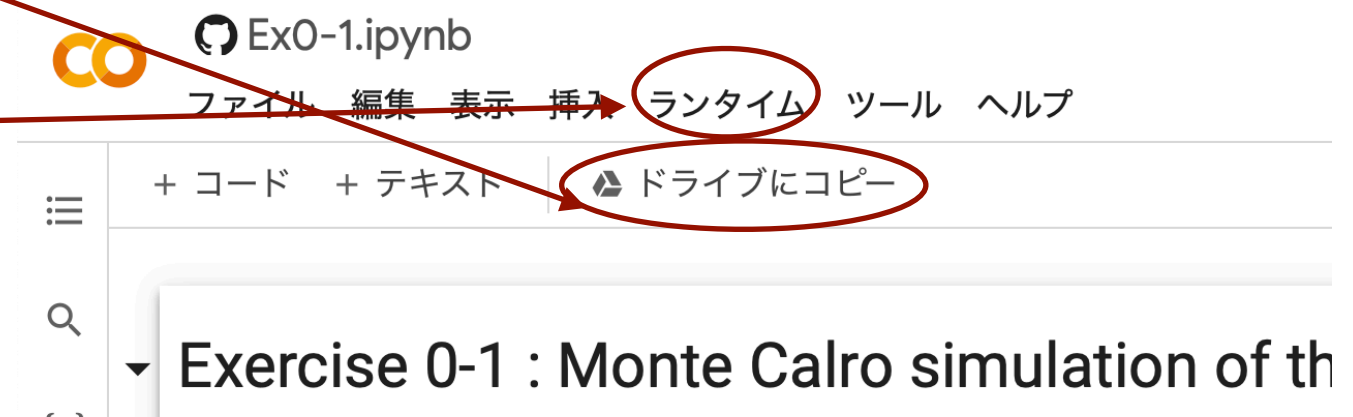 Ex0-1.ipynb
ファイル 編集 表示 挿入 ランタイム ツール ヘルプ
+ コード + テキスト ドライブにコピー
Exercise 0-1 : Monte Calro simulation of th